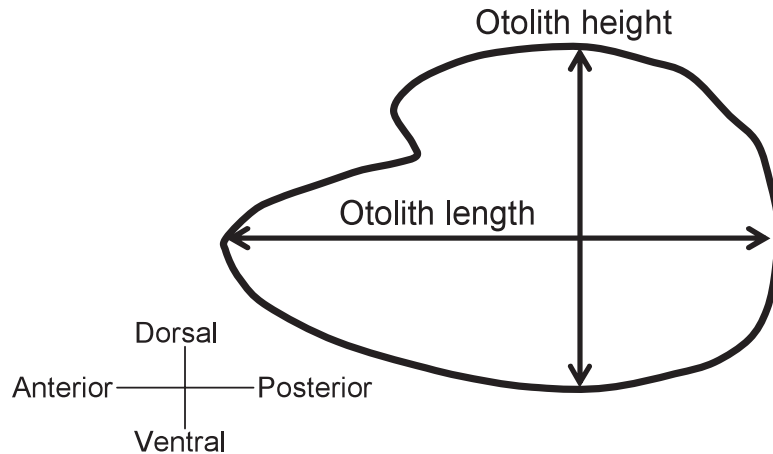 Otolith height
Otolith length
Dorsal
Anterior
Posterior
Ventral